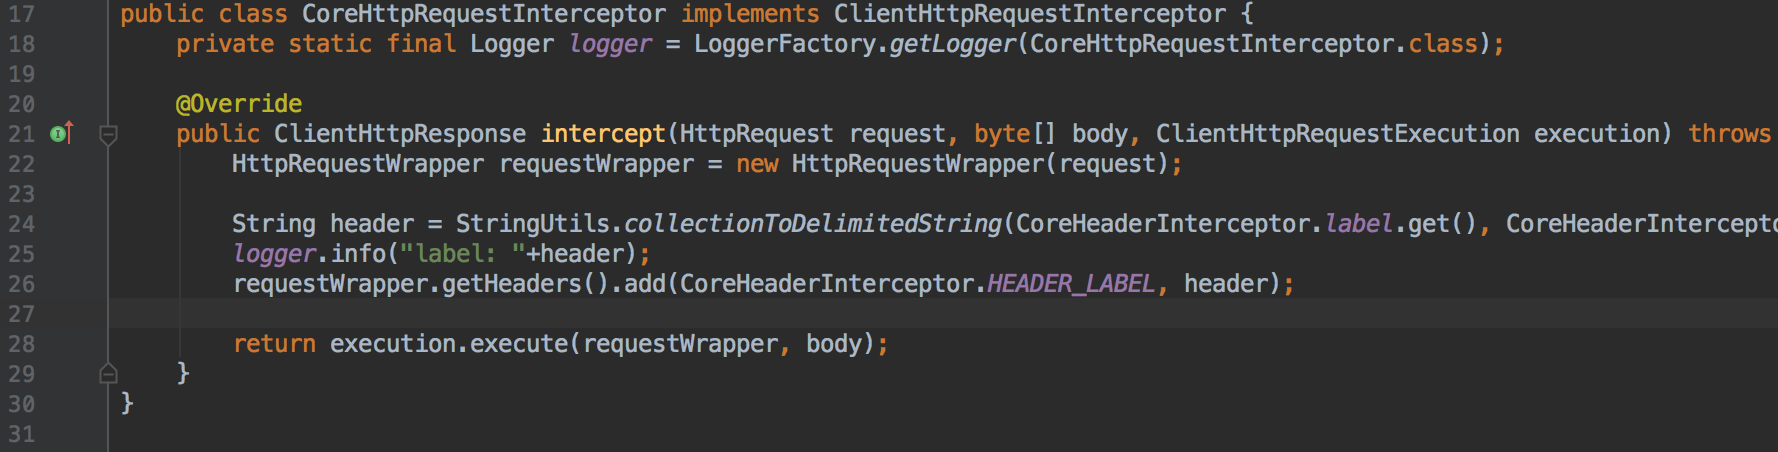 17 public class CoreHttpRequestInterceptor implements ClientHttpRequestInterceptor {
18     private static final Logger logger = LoggerFactory.getLogger(CoreHttpRequestInterceptor.class);
19
20     @Override
21     public ClientHttpResponse intercept(HttpRequest request, byte[] body, ClientHttpRequestExecution execution) throws
22         HttpRequestWrapper requestWrapper = new HttpRequestWrapper(request);
23
24         String header = StringUtils.collectionToDelimitedString(CoreHeaderInterceptor.label.get(), CoreHeaderIntercepto
25         logger.info("label: "+header);
26         requestWrapper.getHeaders().add(CoreHeaderInterceptor.HEADER_LABEL, header);
27
28         return execution.execute(requestWrapper, body);
29     }
30 }
31